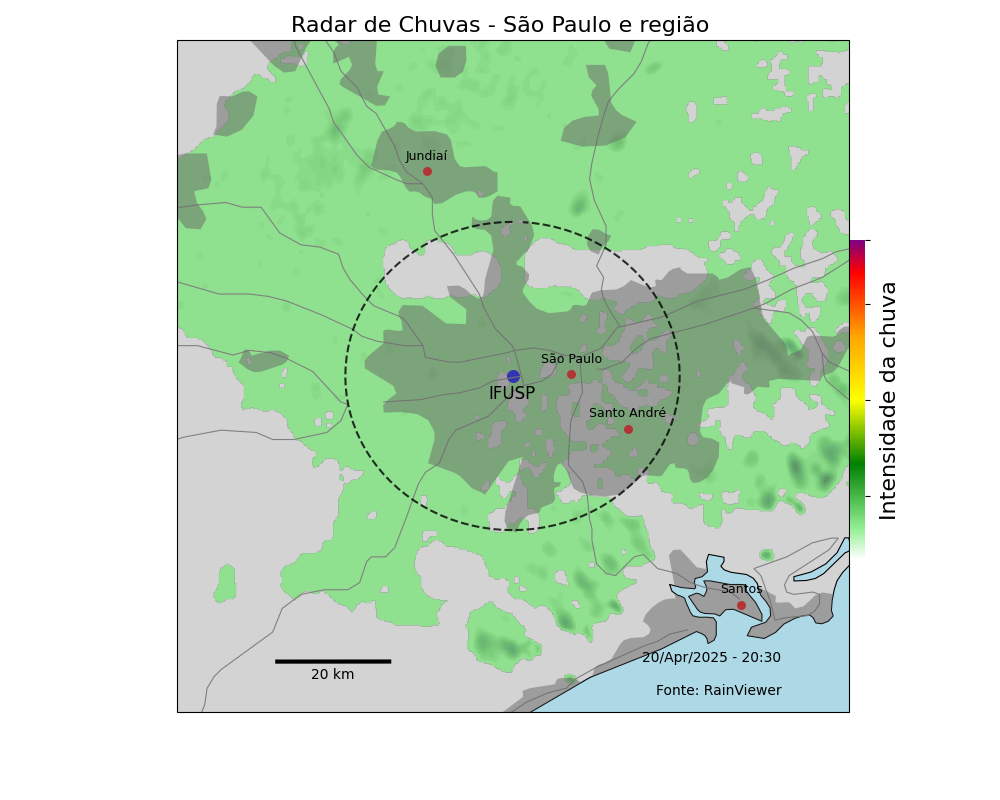 Radar de Chuvas - São Paulo e região
Jundiaí
São Paulo
IFUSP
Santo André
Intensidade da chuva
Santos
20/Apr/2025 - 20:30
20 km
Fonte: RainViewer